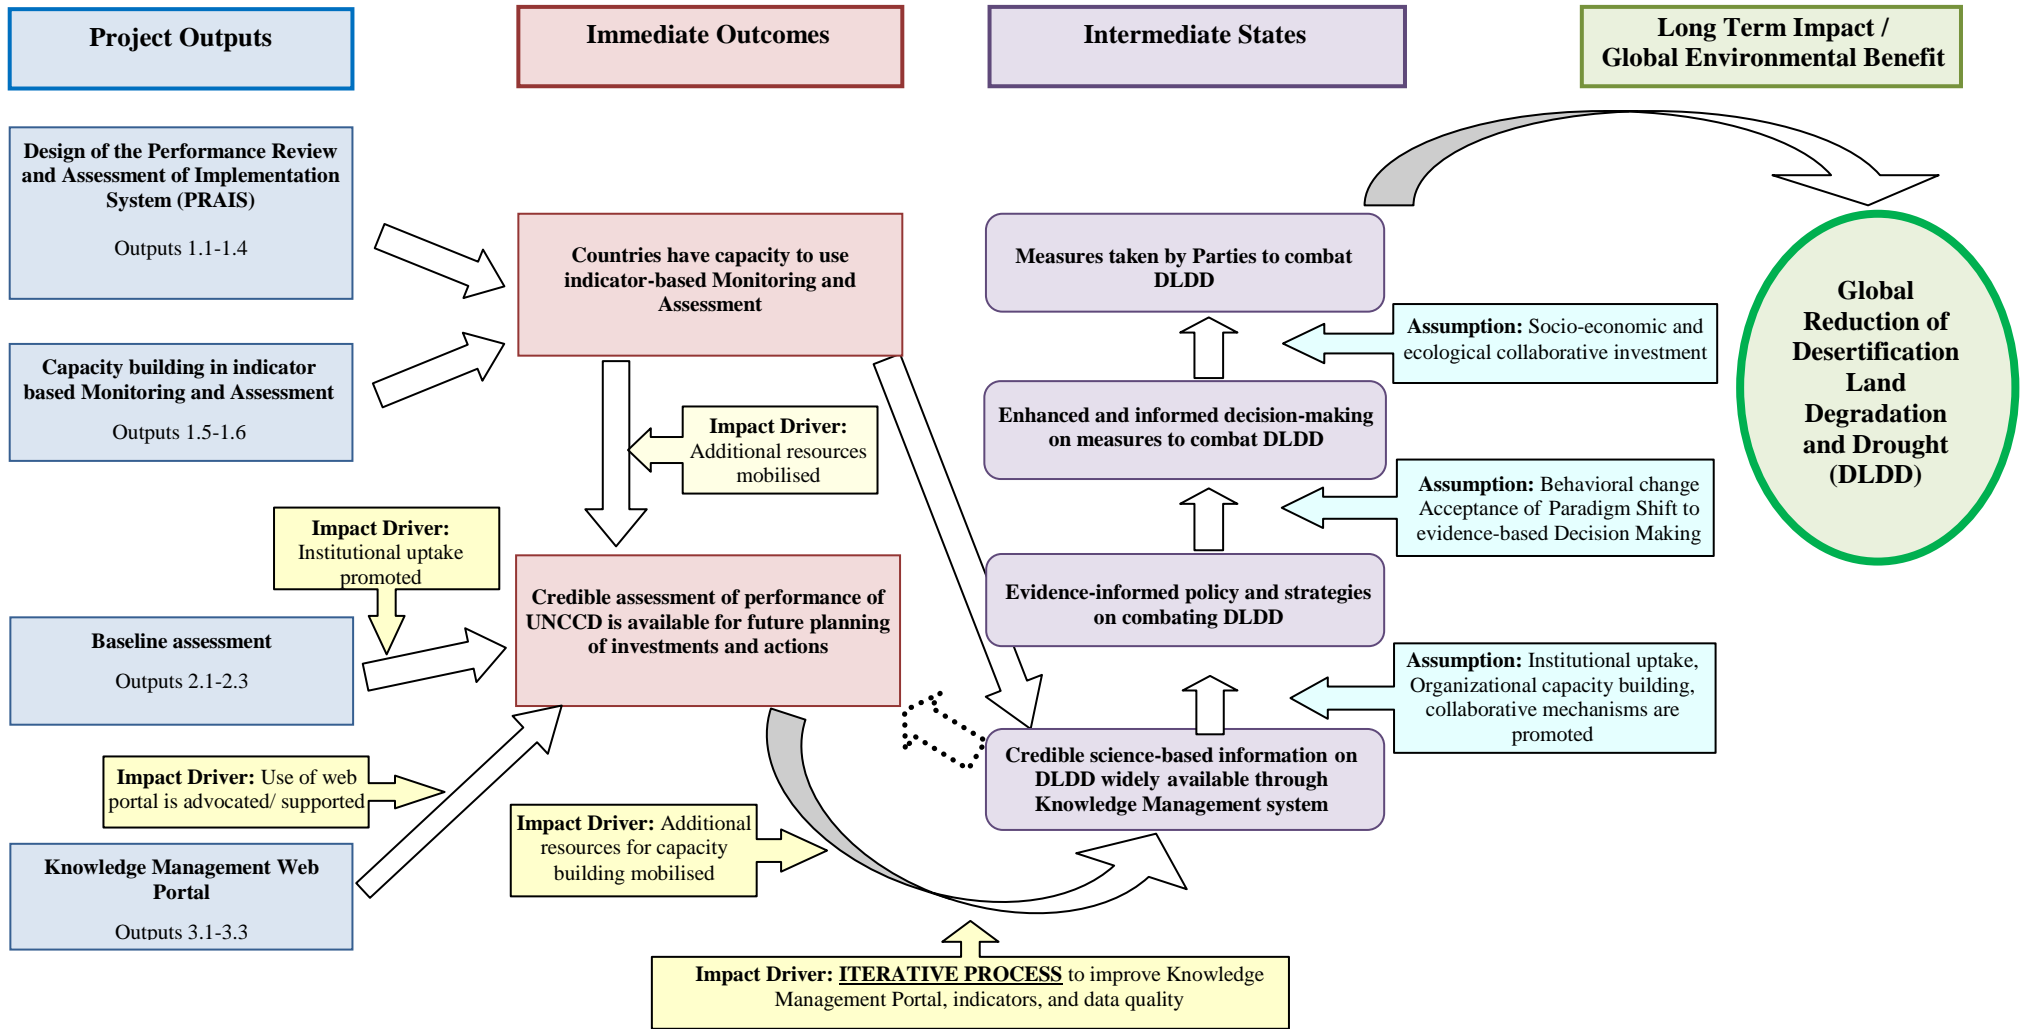 Project Outputs
Immediate Outcomes
Intermediate States
Long Term Impact /
Global Environmental Benefit
Design of the Performance Review
and Assessment of Implementation
System (PRAIS)
Outputs 1.1-1.4
Capacity building in indicator
based Monitoring and Assessment
Outputs 1.5-1.6
Impact Driver:
Institutional uptake
promoted
Baseline assessment
Outputs 2.1-2.3
Impact Driver: Use of web
portal is advocated/ supported
Knowledge Management Web
Portal
Outputs 3.1-3.3
Countries have capacity to use
indicator-based Monitoring and
Assessment
Impact Driver:
Additional resources
mobilised
Credible assessment of performance of
UNCCD is available for future planning
of investments and actions
Impact Driver: Additional
resources for capacity
building mobilised
Impact Driver: ITERATIVE PROCESS to improve Knowledge
Management Portal, indicators, and data quality
Measures taken by Parties to combat
DLDD
Assumption: Socio-economic and
ecological collaborative investment
Enhanced and informed decision-making
on measures to combat DLDD
Assumption: Behavioral change
Acceptance of Paradigm Shift to
evidence-based Decision Making
Evidence-informed policy and strategies
on combating DLDD
Assumption: Institutional uptake,
Organizational capacity building,
collaborative mechanisms are
promoted
Credible science-based information on
DLDD widely available through
Knowledge Management system
Global
Reduction of
Desertification
Land
Degradation
and Drought
(DLDD)